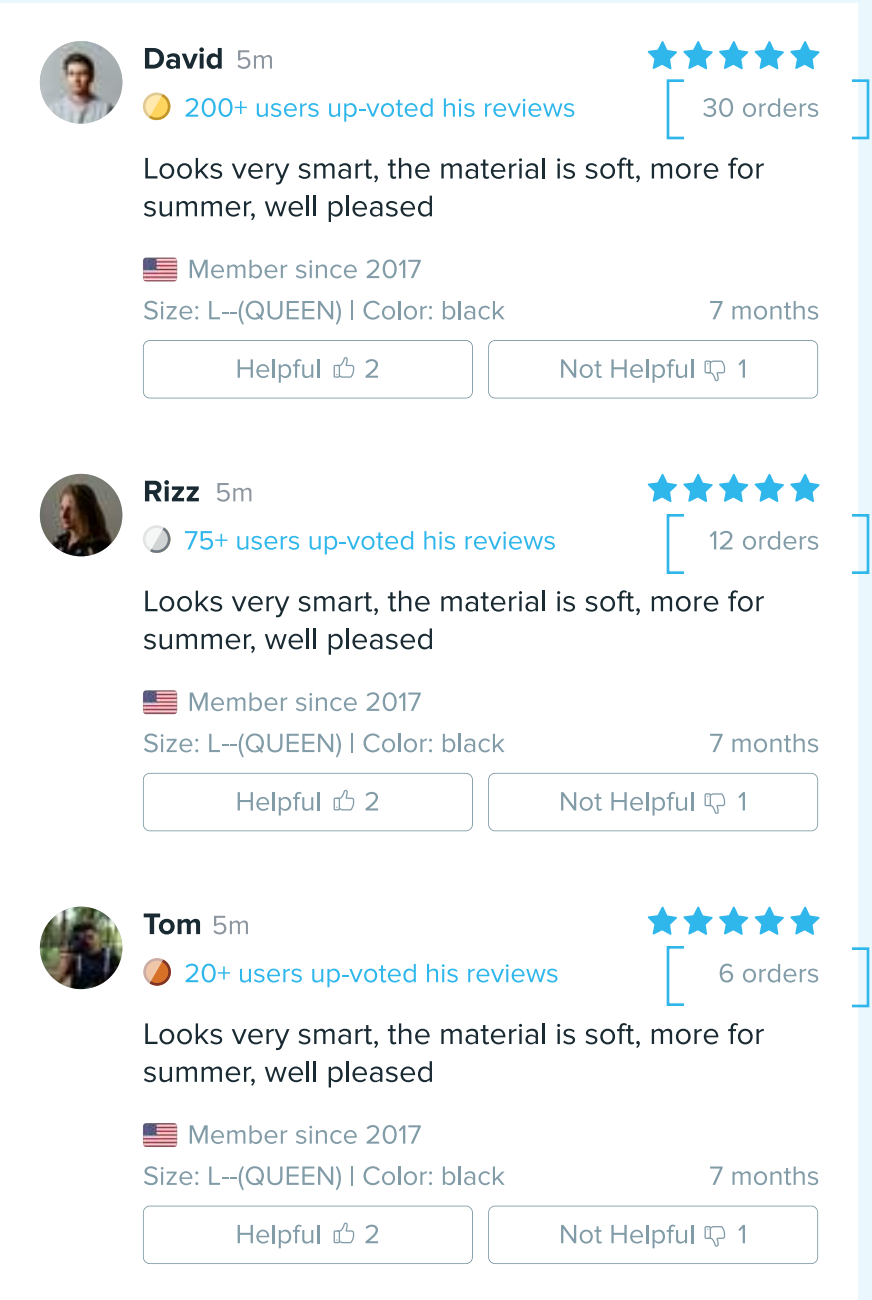 David 5m
200+ users up-voted his reviews 30 orders
Looks very smart, the material is soft, more for
summer, well pleased
Member since 2017
Size: L--(QUEEN) | Color: black 7 months
Helpful 2 Not Helpful 1
Rizz 5m
75+ users up-voted his reviews 12 orders
Looks very smart, the material is soft, more for
summer, well pleased
Member since 2017
Size: L--(QUEEN) | Color: black 7 months
Helpful 2 Not Helpful 1
Tom 5m
20+ users up-voted his reviews 6 orders
Looks very smart, the material is soft, more for
summer, well pleased
Member since 2017
Size: L--(QUEEN) | Color: black 7 months
Helpful 2 Not Helpful 1